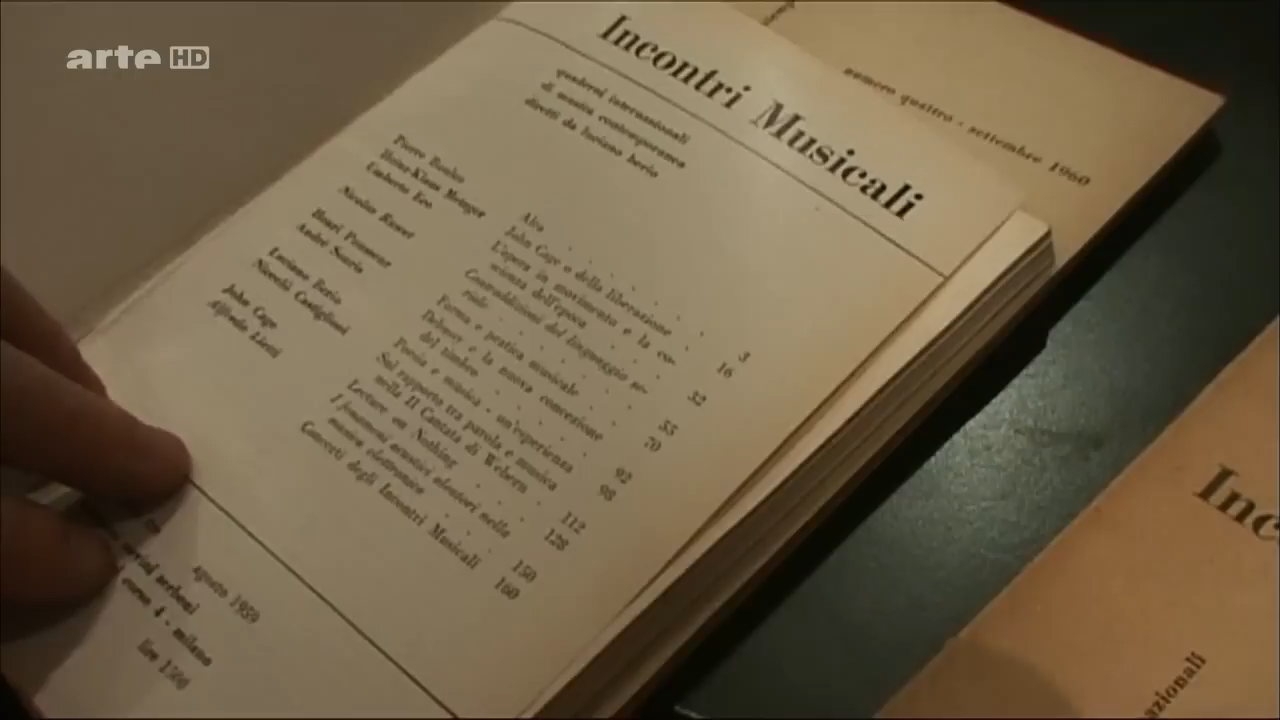 arte HD
Incontri Musicali
numero quattro - settembre 1960
quaderni internazionali
di musica contemporanea
diretti da luciano berio
Pierre Boulez
Alea . . . . . . 3
Heinz-Klaus Metzger
John Cage o della liberazione . 16
Umberto Eco
L'opera in movimento e la co-
scienza dell'epoca . . . 32
Nicolas Ruwet
Contraddizioni del linguaggio se-
riale . . . . . . 55
Henri Pousseur
Forma e pratica musicale . . 70
André Souris
Debussy e la nuova concezione
del timbro . . . . . 92
Luciano Berio
Poesia e musica - un'esperienza 98
Niccolò Castiglioni
Sul rapporto tra parola e musica
nella II Cantata di Webern . 112
John Cage
Lecture on Nothing . . . 128
Alfredo Lietti
I fenomeni acustici aleatori nella
musica elettronica . . . 150
Concerti degli Incontri Musicali 160
agosto 1959
zerboni
corso 4 - milano
lire 1500
Inc
azionali